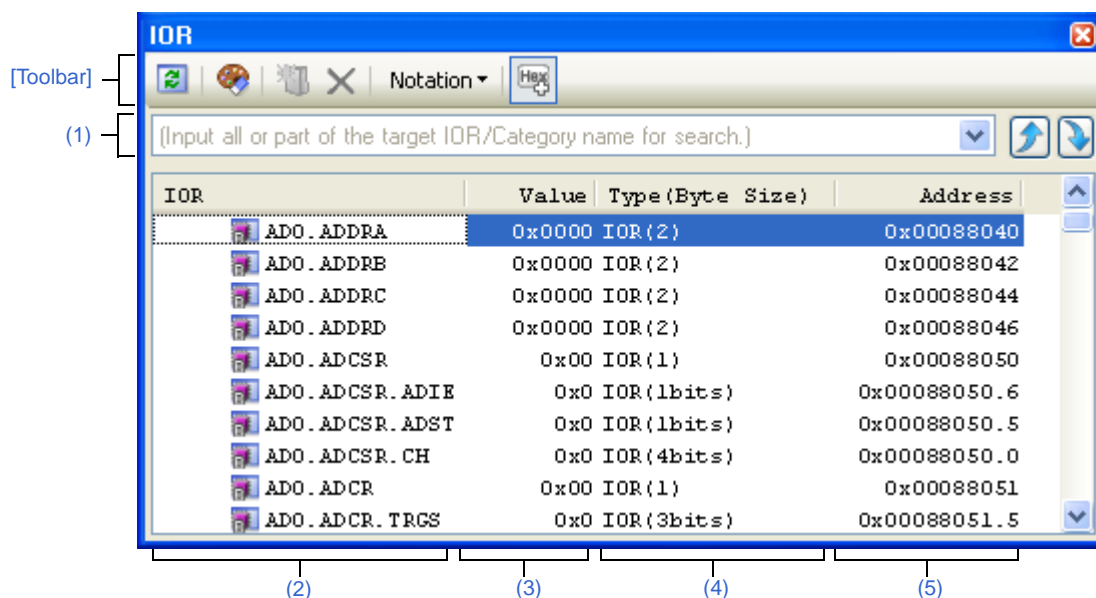 IOR
[Toolbar]
Notation
Hex
(1)
(Input all or part of the target IOR/Category name for search.)
IOR Value Type(Byte Size) Address
AD0.ADDRA 0x0000 IOR(2) 0x00088040
AD0.ADDRB 0x0000 IOR(2) 0x00088042
AD0.ADDRC 0x0000 IOR(2) 0x00088044
AD0.ADDRD 0x0000 IOR(2) 0x00088046
AD0.ADCSR 0x00 IOR(1) 0x00088050
AD0.ADCSR.ADIE 0x0 IOR(1bits) 0x00088050.6
AD0.ADCSR.ADST 0x0 IOR(1bits) 0x00088050.5
AD0.ADCSR.CH 0x0 IOR(4bits) 0x00088050.0
AD0.ADCR 0x00 IOR(1) 0x00088051
AD0.ADCR.TRGS 0x0 IOR(3bits) 0x00088051.5
(2) (3) (4) (5)